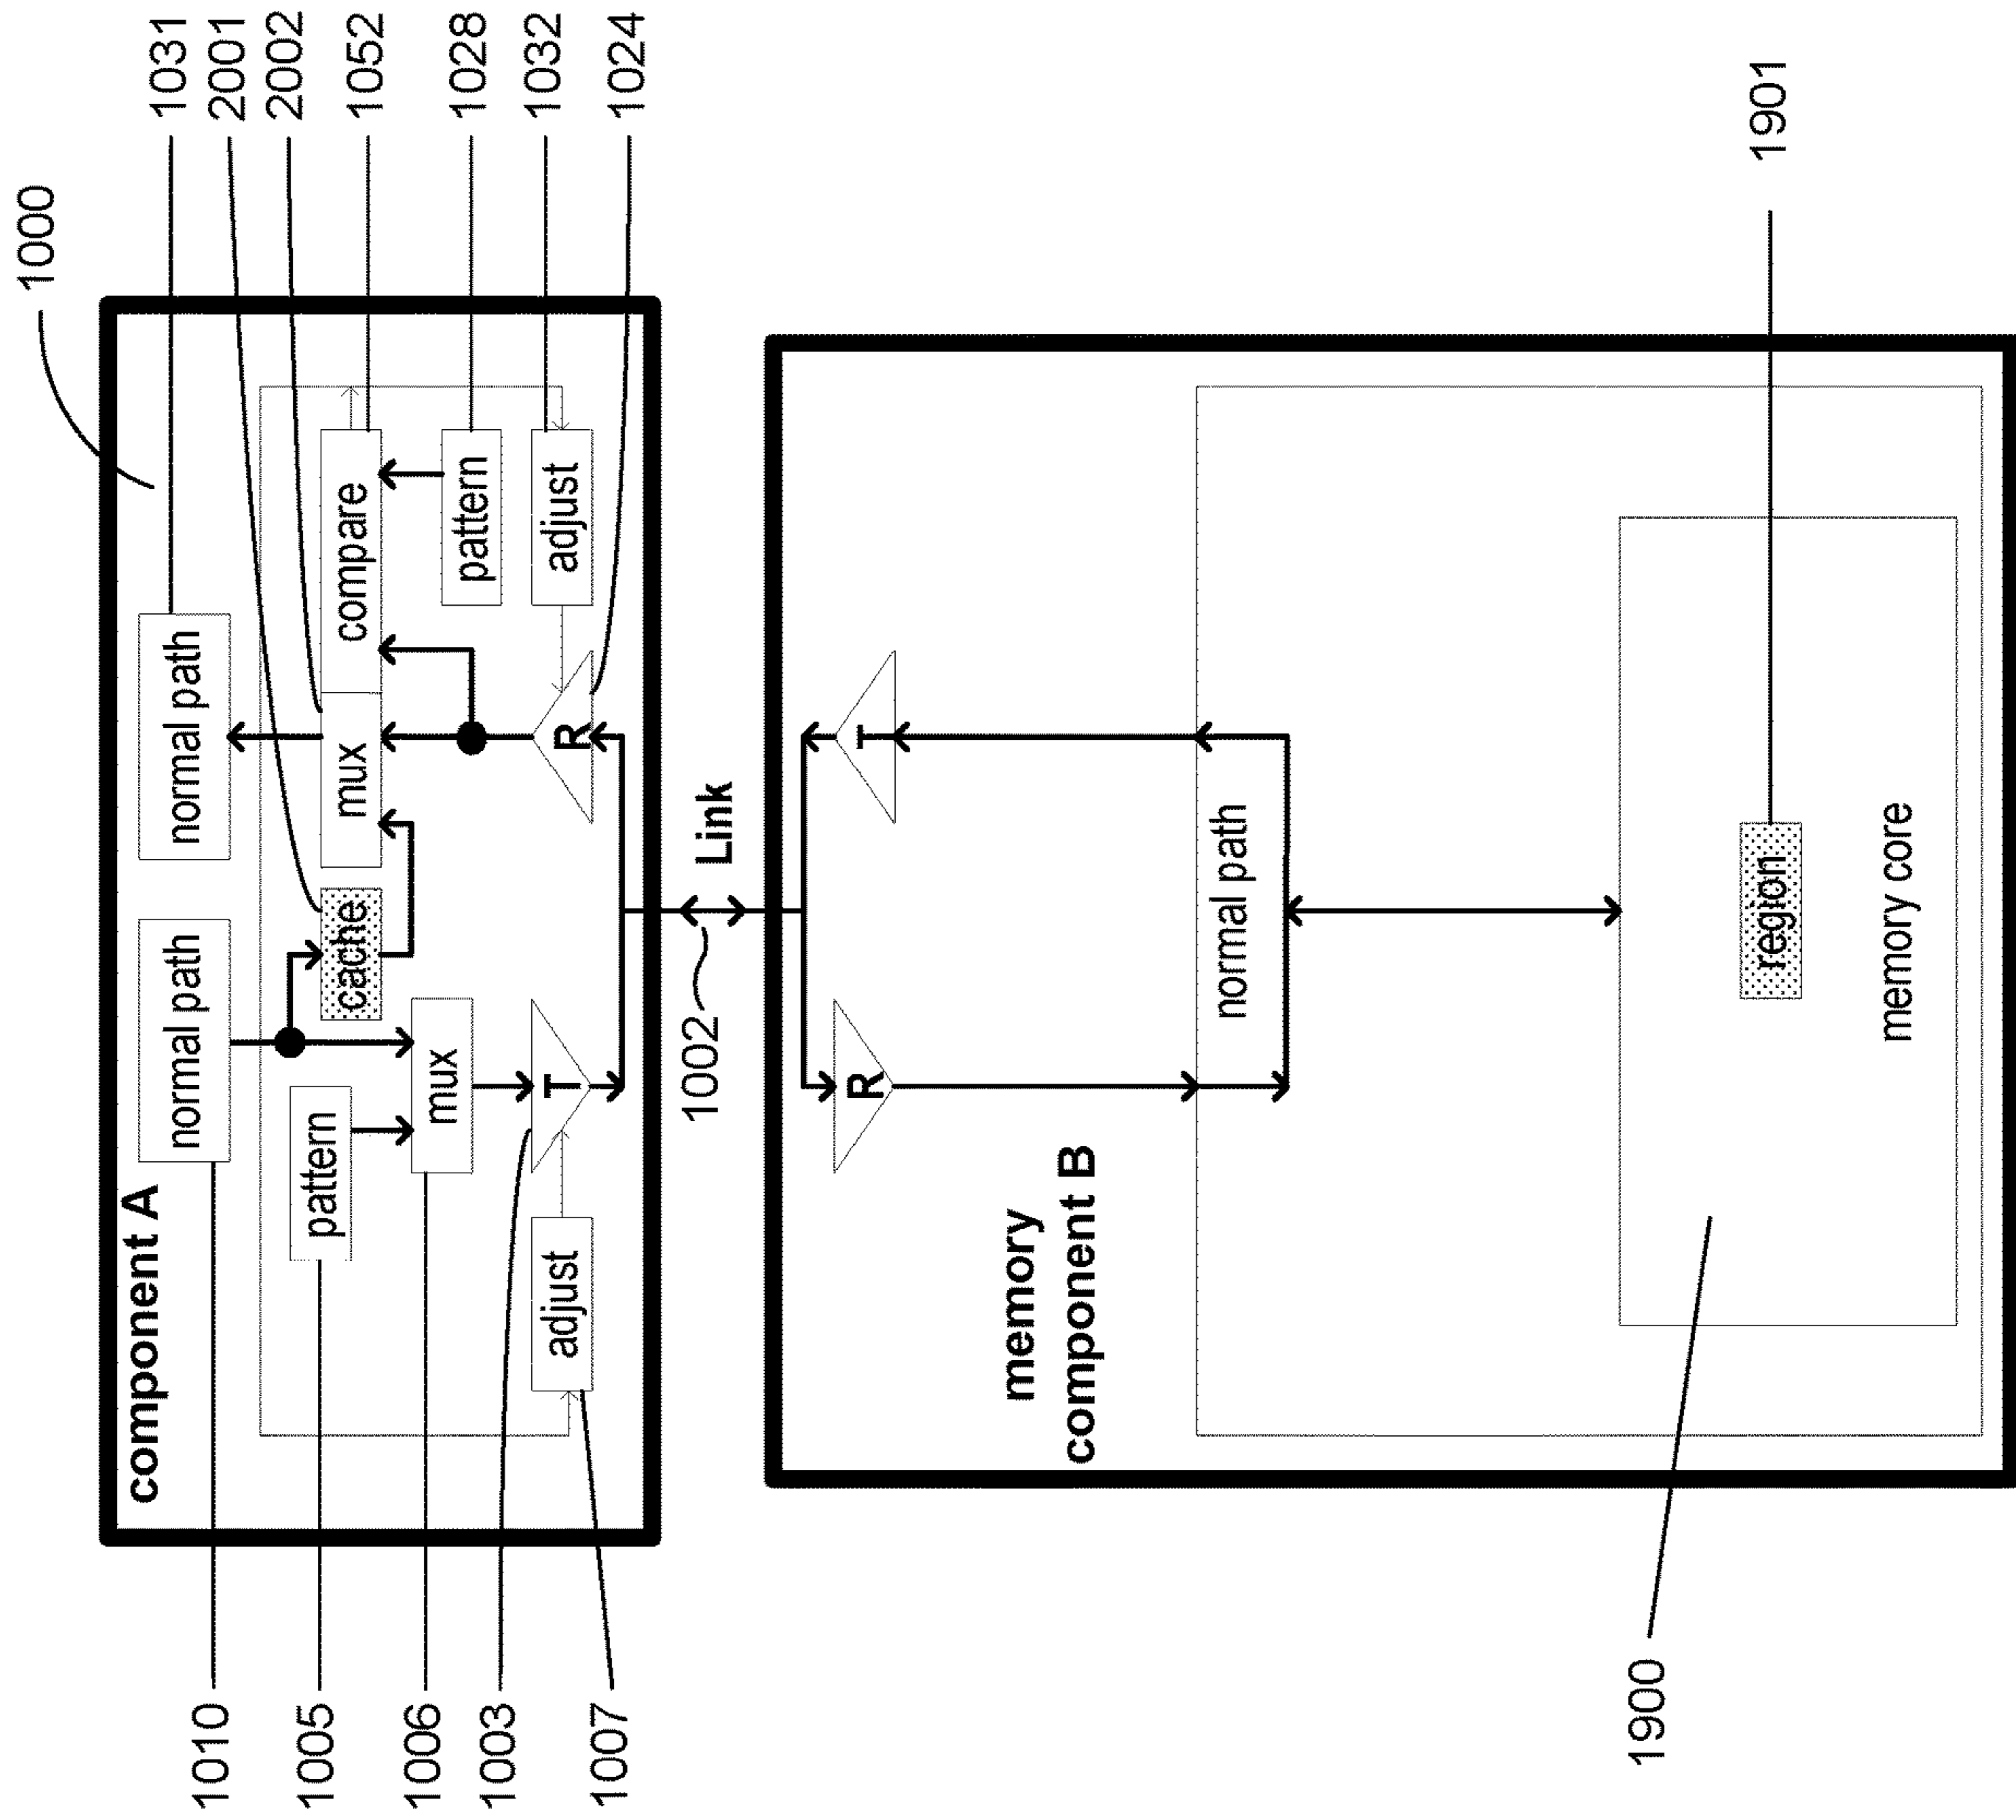 1000
1031
2001
2002
1052
1028
1032
1024
component A
normal path
normal path
pattern
cache
mux
compare
mux
pattern
adjust
T
R
adjust
1010
1005
1006
1003
1007
1002
Link
R
T
memory
component B
normal path
region
memory core
1901
1900